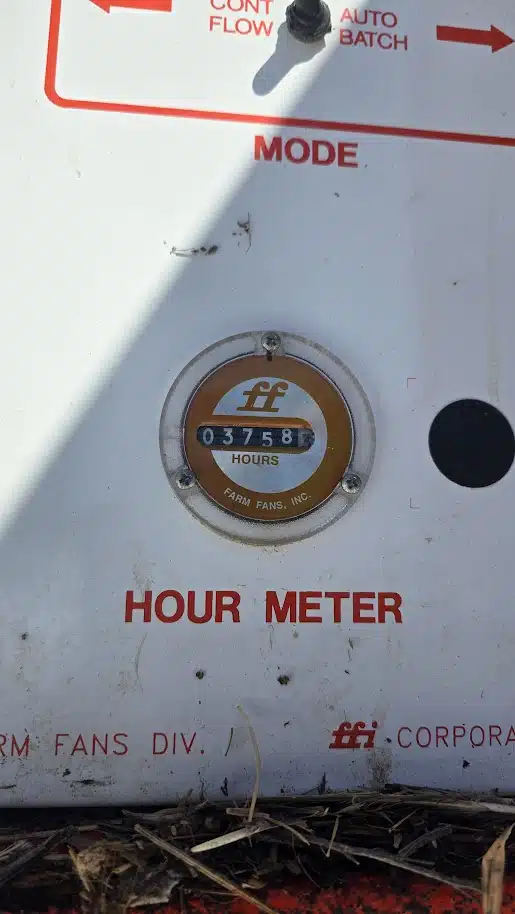 CONT
FLOW
AUTO
BATCH
MODE
ff
03758
HOURS
FARM FANS, INC.
HOUR METER
RM FANS DIV.
ffi CORPORA